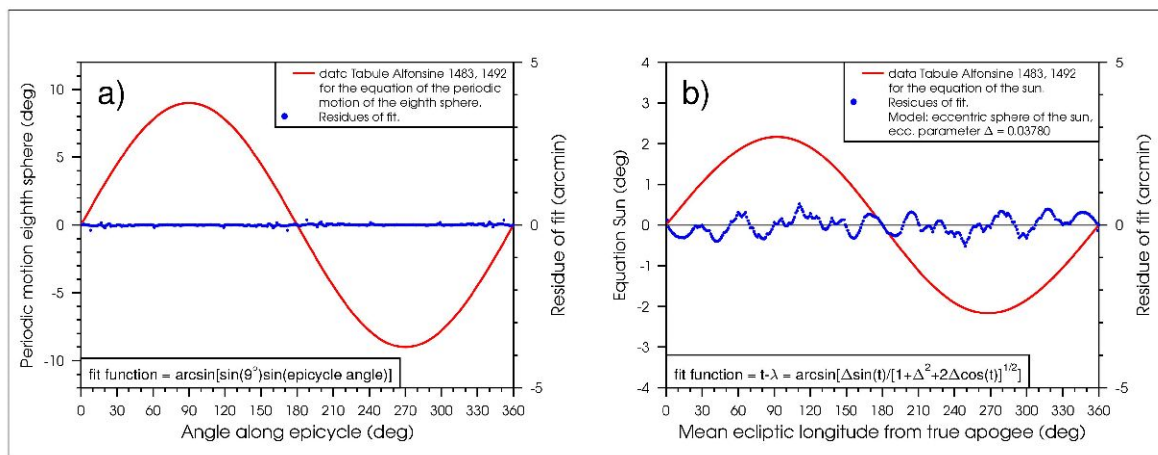 a)
datc Tabule Alfonsine 1483, 1492
for the equation of the periodic
motion of the eighth sphere.
Residues of fit.
Periodic motion eighth sphere (deg)
10
5
0
-5
-10
5
0
-5
Residue of fit (arcmin)
fit function = arcsin[sin(9°)sin(epicycle angle)]
0 30 60 90 120 150 180 210 240 270 300 330 360
Angle along epicycle (deg)
b)
data Tabule Alfonsine 1483, 1492
for the equation of the sun.
Resicues of fit.
Model: eccentric sphere of the sun,
ecc. parameter Δ = 0.03780
Equation Sun (deg)
4
3
2
1
0
-1
-2
-3
-4
5
0
-5
Residue of fit (arcmin)
fit function = t-λ = arcsin[Δsin(t)/[1+Δ²+2Δcos(t)]^1/2]
0 30 60 90 120 150 180 210 240 270 300 330 360
Mean ecliptic longitude from true apogee (deg)